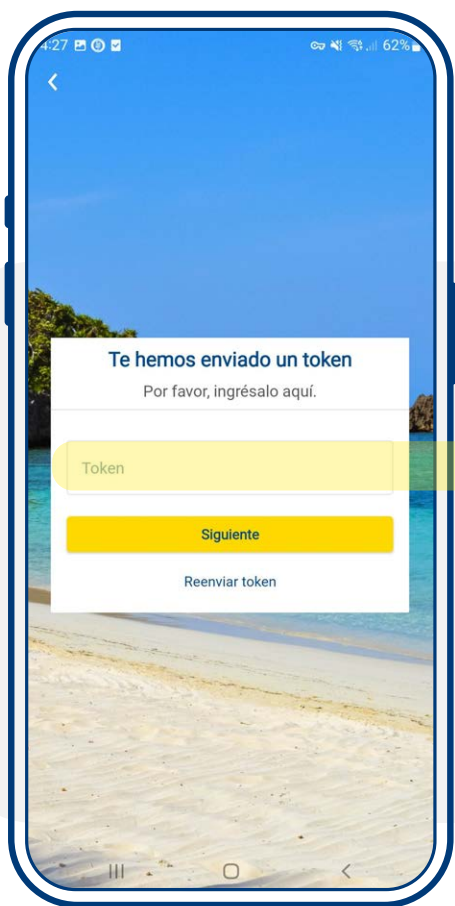 4:27 62%
Te hemos enviado un token
Por favor, ingrésalo aquí.
Token
Siguiente
Reenviar token